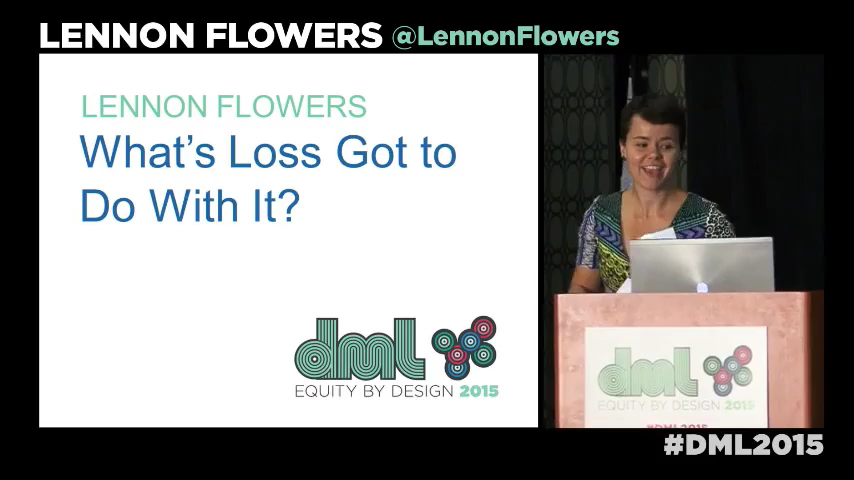 LENNON FLOWERS @LennonFlowers
LENNON FLOWERS
What's Loss Got to
Do With It?
dml
EQUITY BY DESIGN 2015
dml
EQUITY BY DESIGN 2015
#DML2015
#DML2015